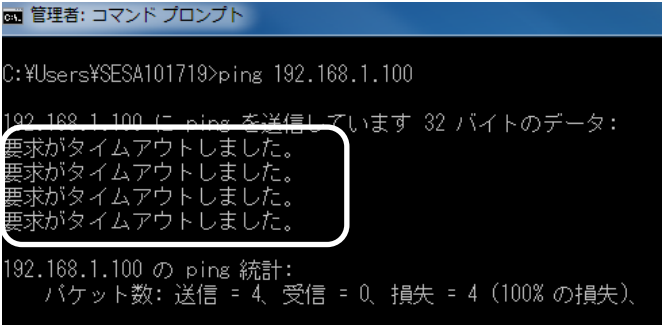 管理者: コマンド プロンプト
C:¥Users¥SESA101719>ping 192.168.1.100
192.168.1.100 に ping を送信しています 32 バイトのデータ:
要求がタイムアウトしました。
要求がタイムアウトしました。
要求がタイムアウトしました。
要求がタイムアウトしました。
192.168.1.100 の ping 統計:
パケット数: 送信 = 4、受信 = 0、損失 = 4 (100% の損失)、